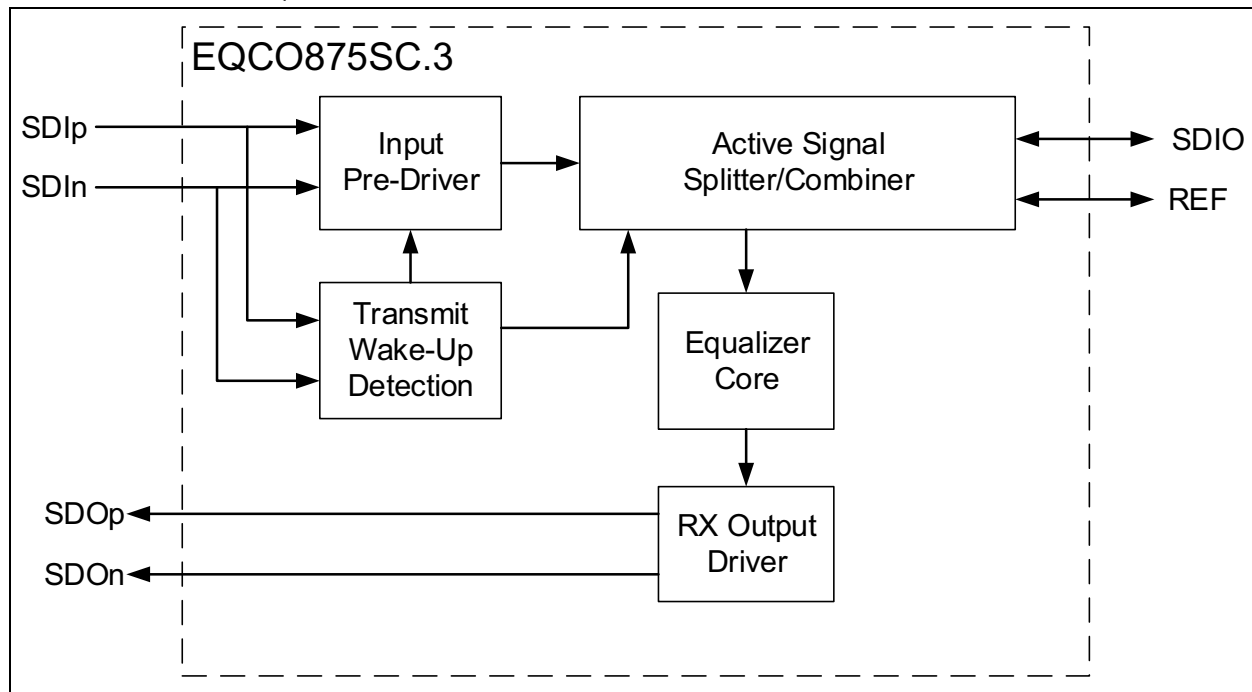 EQCO875SC.3
SDIp
SDIn
Input
Pre-Driver
Active Signal
Splitter/Combiner
SDIO
REF
Transmit
Wake-Up
Detection
Equalizer
Core
SDOp
SDOn
RX Output
Driver